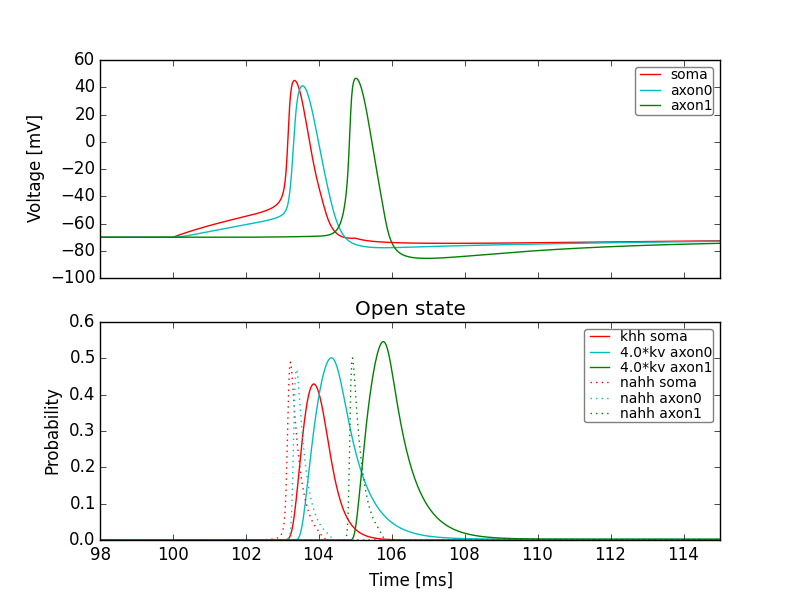 60
40
20
0
−20
−40
−60
−80
−100
Voltage [mV]
soma
axon0
axon1
Open state
0.6
0.5
0.4
0.3
0.2
0.1
0.0
Probability
khh soma
4.0*kv axon0
4.0*kv axon1
nahh soma
nahh axon0
nahh axon1
98 100 102 104 106 108 110 112 114
Time [ms]